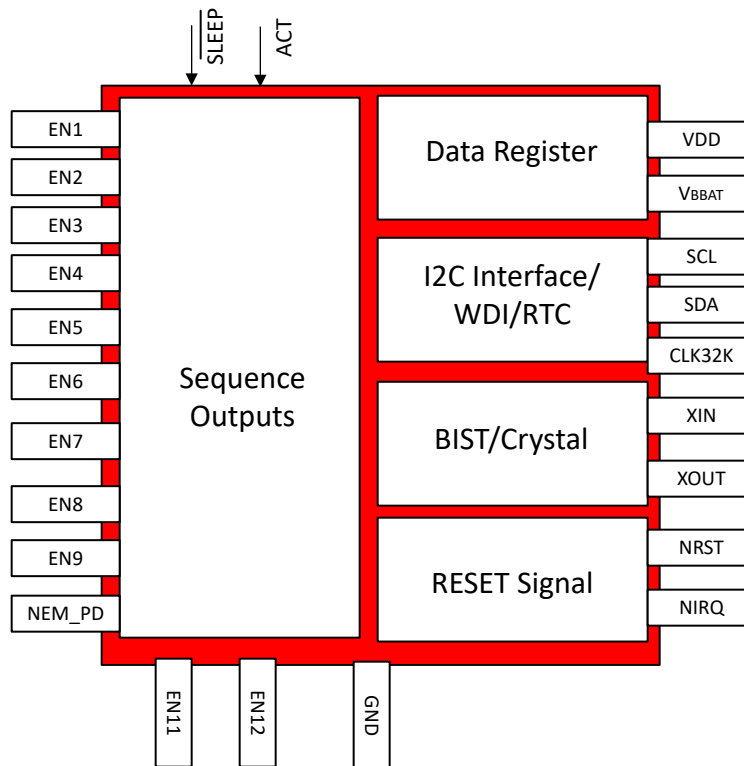 SLEEP
ACT
EN1
EN2
EN3
EN4
EN5
EN6
EN7
EN8
EN9
NEM_PD
Sequence
Outputs
Data Register
I2C Interface/
WDI/RTC
BIST/Crystal
RESET Signal
VDD
VBBAT
SCL
SDA
CLK32K
XIN
XOUT
NRST
NIRQ
EN11
EN12
GND